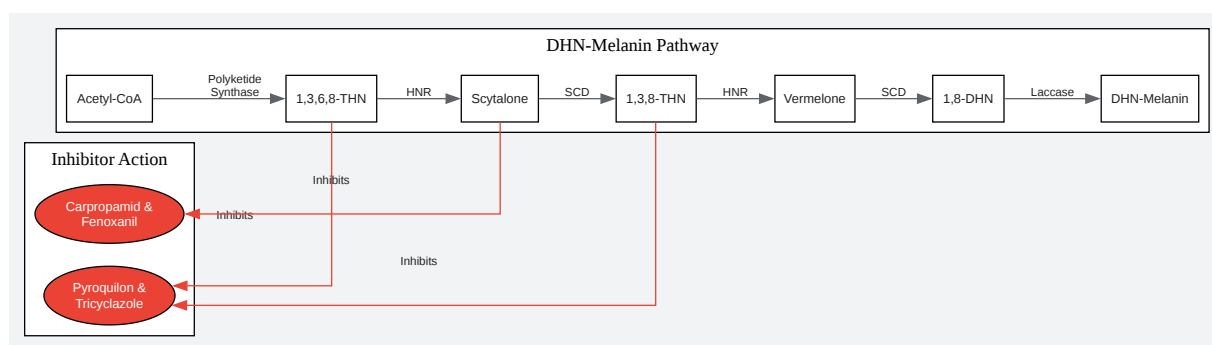 DHN-Melanin Pathway
Acetyl-CoA
Polyketide
Synthase
1,3,6,8-THN
HNR
Scytalone
SCD
1,3,8-THN
HNR
Vermelone
SCD
1,8-DHN
Laccase
DHN-Melanin
Inhibitor Action
Inhibits
Carpropamid &
Fenoxanil
Inhibits
Inhibits
Pyroquilon &
Tricyclazole